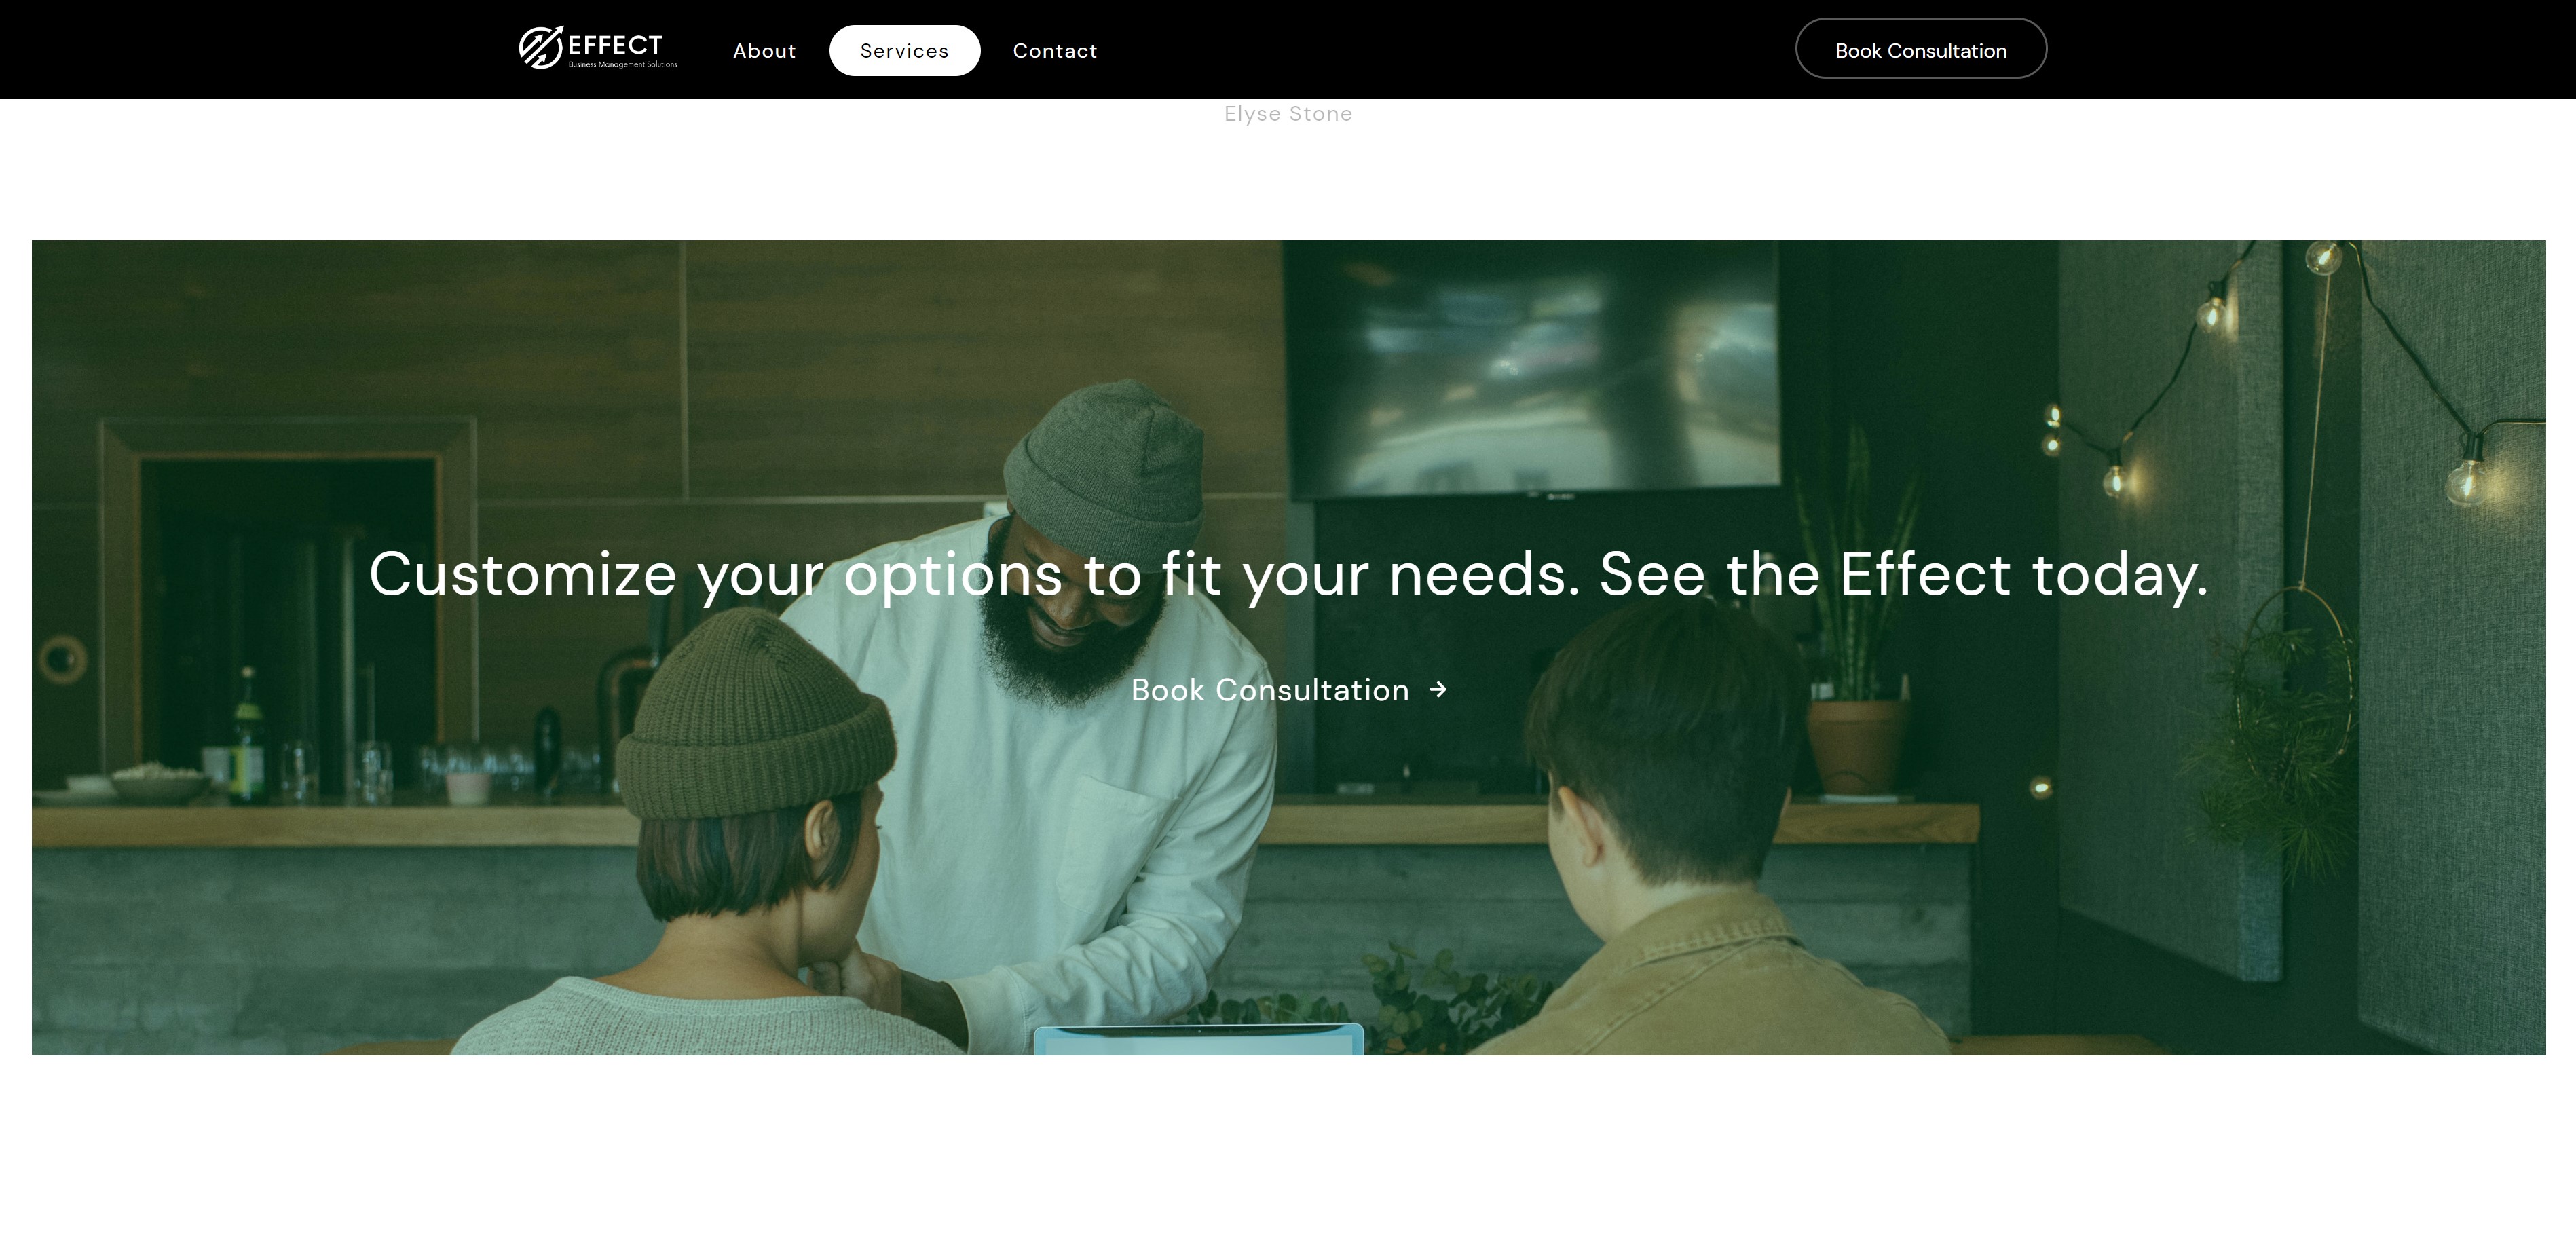 EFFECT
Business Management Solutions
About
Services
Contact
Book Consultation
Elyse Stone
Customize your options to fit your needs. See the Effect today.
Book Consultation →